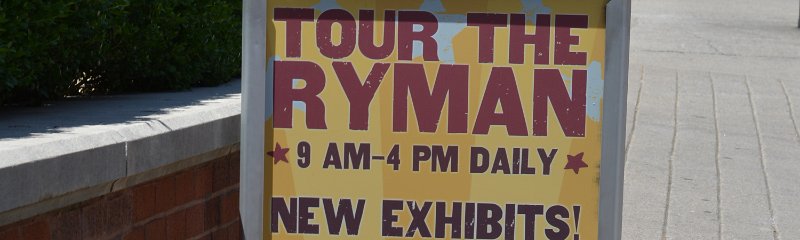 TOUR THE
RYMAN
9 AM–4 PM DAILY
NEW EXHIBITS!